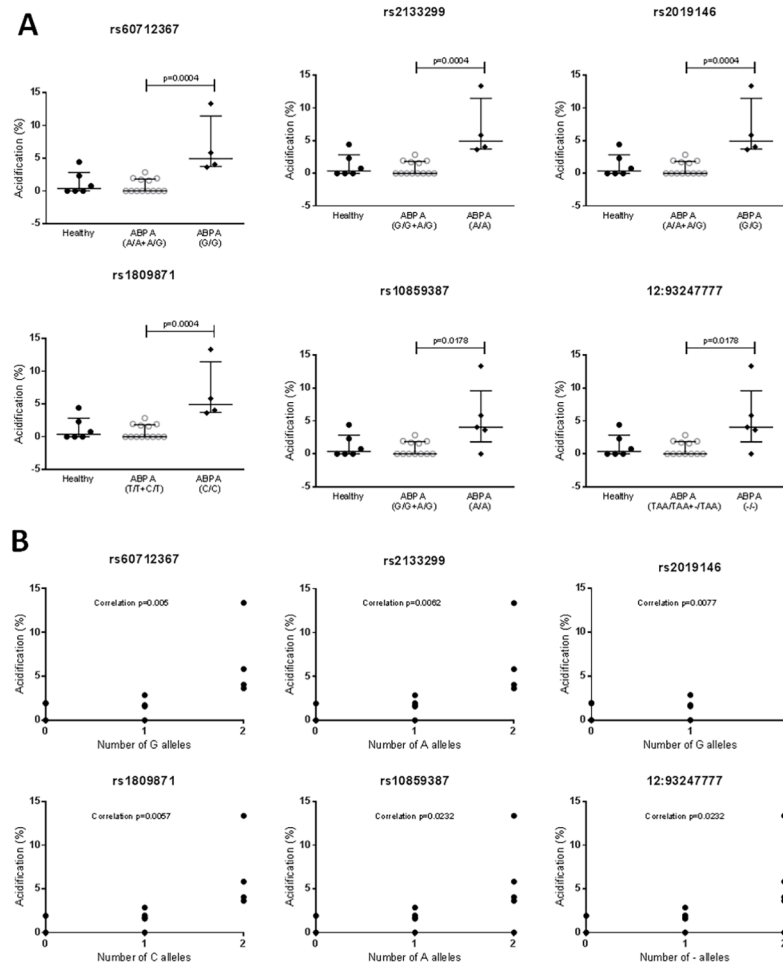 A
rs60712367
Acidification (%)
15
10
5
0
-5
p=0.0004
Healthy
ABPA
(A/A+A/G)
ABPA
(G/G)
rs2133299
Acidification (%)
15
10
5
0
-5
p=0.0004
Healthy
ABPA
(G/G+A/G)
ABPA
(A/A)
rs2019146
Acidification (%)
15
10
5
0
-5
p=0.0004
Healthy
ABPA
(A/A+A/G)
ABPA
(G/G)
rs1809871
Acidification (%)
15
10
5
0
-5
p=0.0004
Healthy
ABPA
(T/T+C/T)
ABPA
(C/C)
rs10859387
Acidification (%)
15
10
5
0
-5
p=0.0178
Healthy
ABPA
(G/G+A/G)
ABPA
(A/A)
12:93247777
Acidification (%)
15
10
5
0
-5
p=0.0178
Healthy
ABPA
(TAA/TAA+-/TAA)
ABPA
(-/-)
B
rs60712367
Correlation p=0.005
Acidification (%)
15
10
5
0
0 1 2
Number of G alleles
rs2133299
Correlation p=0.0062
Acidification (%)
15
10
5
0
0 1 2
Number of A alleles
rs2019146
Correlation p=0.0077
Acidification (%)
15
10
5
0
0 1 2
Number of G alleles
rs1809871
Correlation p=0.0057
Acidification (%)
15
10
5
0
0 1 2
Number of C alleles
rs10859387
Correlation p=0.0232
Acidification (%)
15
10
5
0
0 1 2
Number of A alleles
12:93247777
Correlation p=0.0232
Acidification (%)
15
10
5
0
0 1 2
Number of - alleles